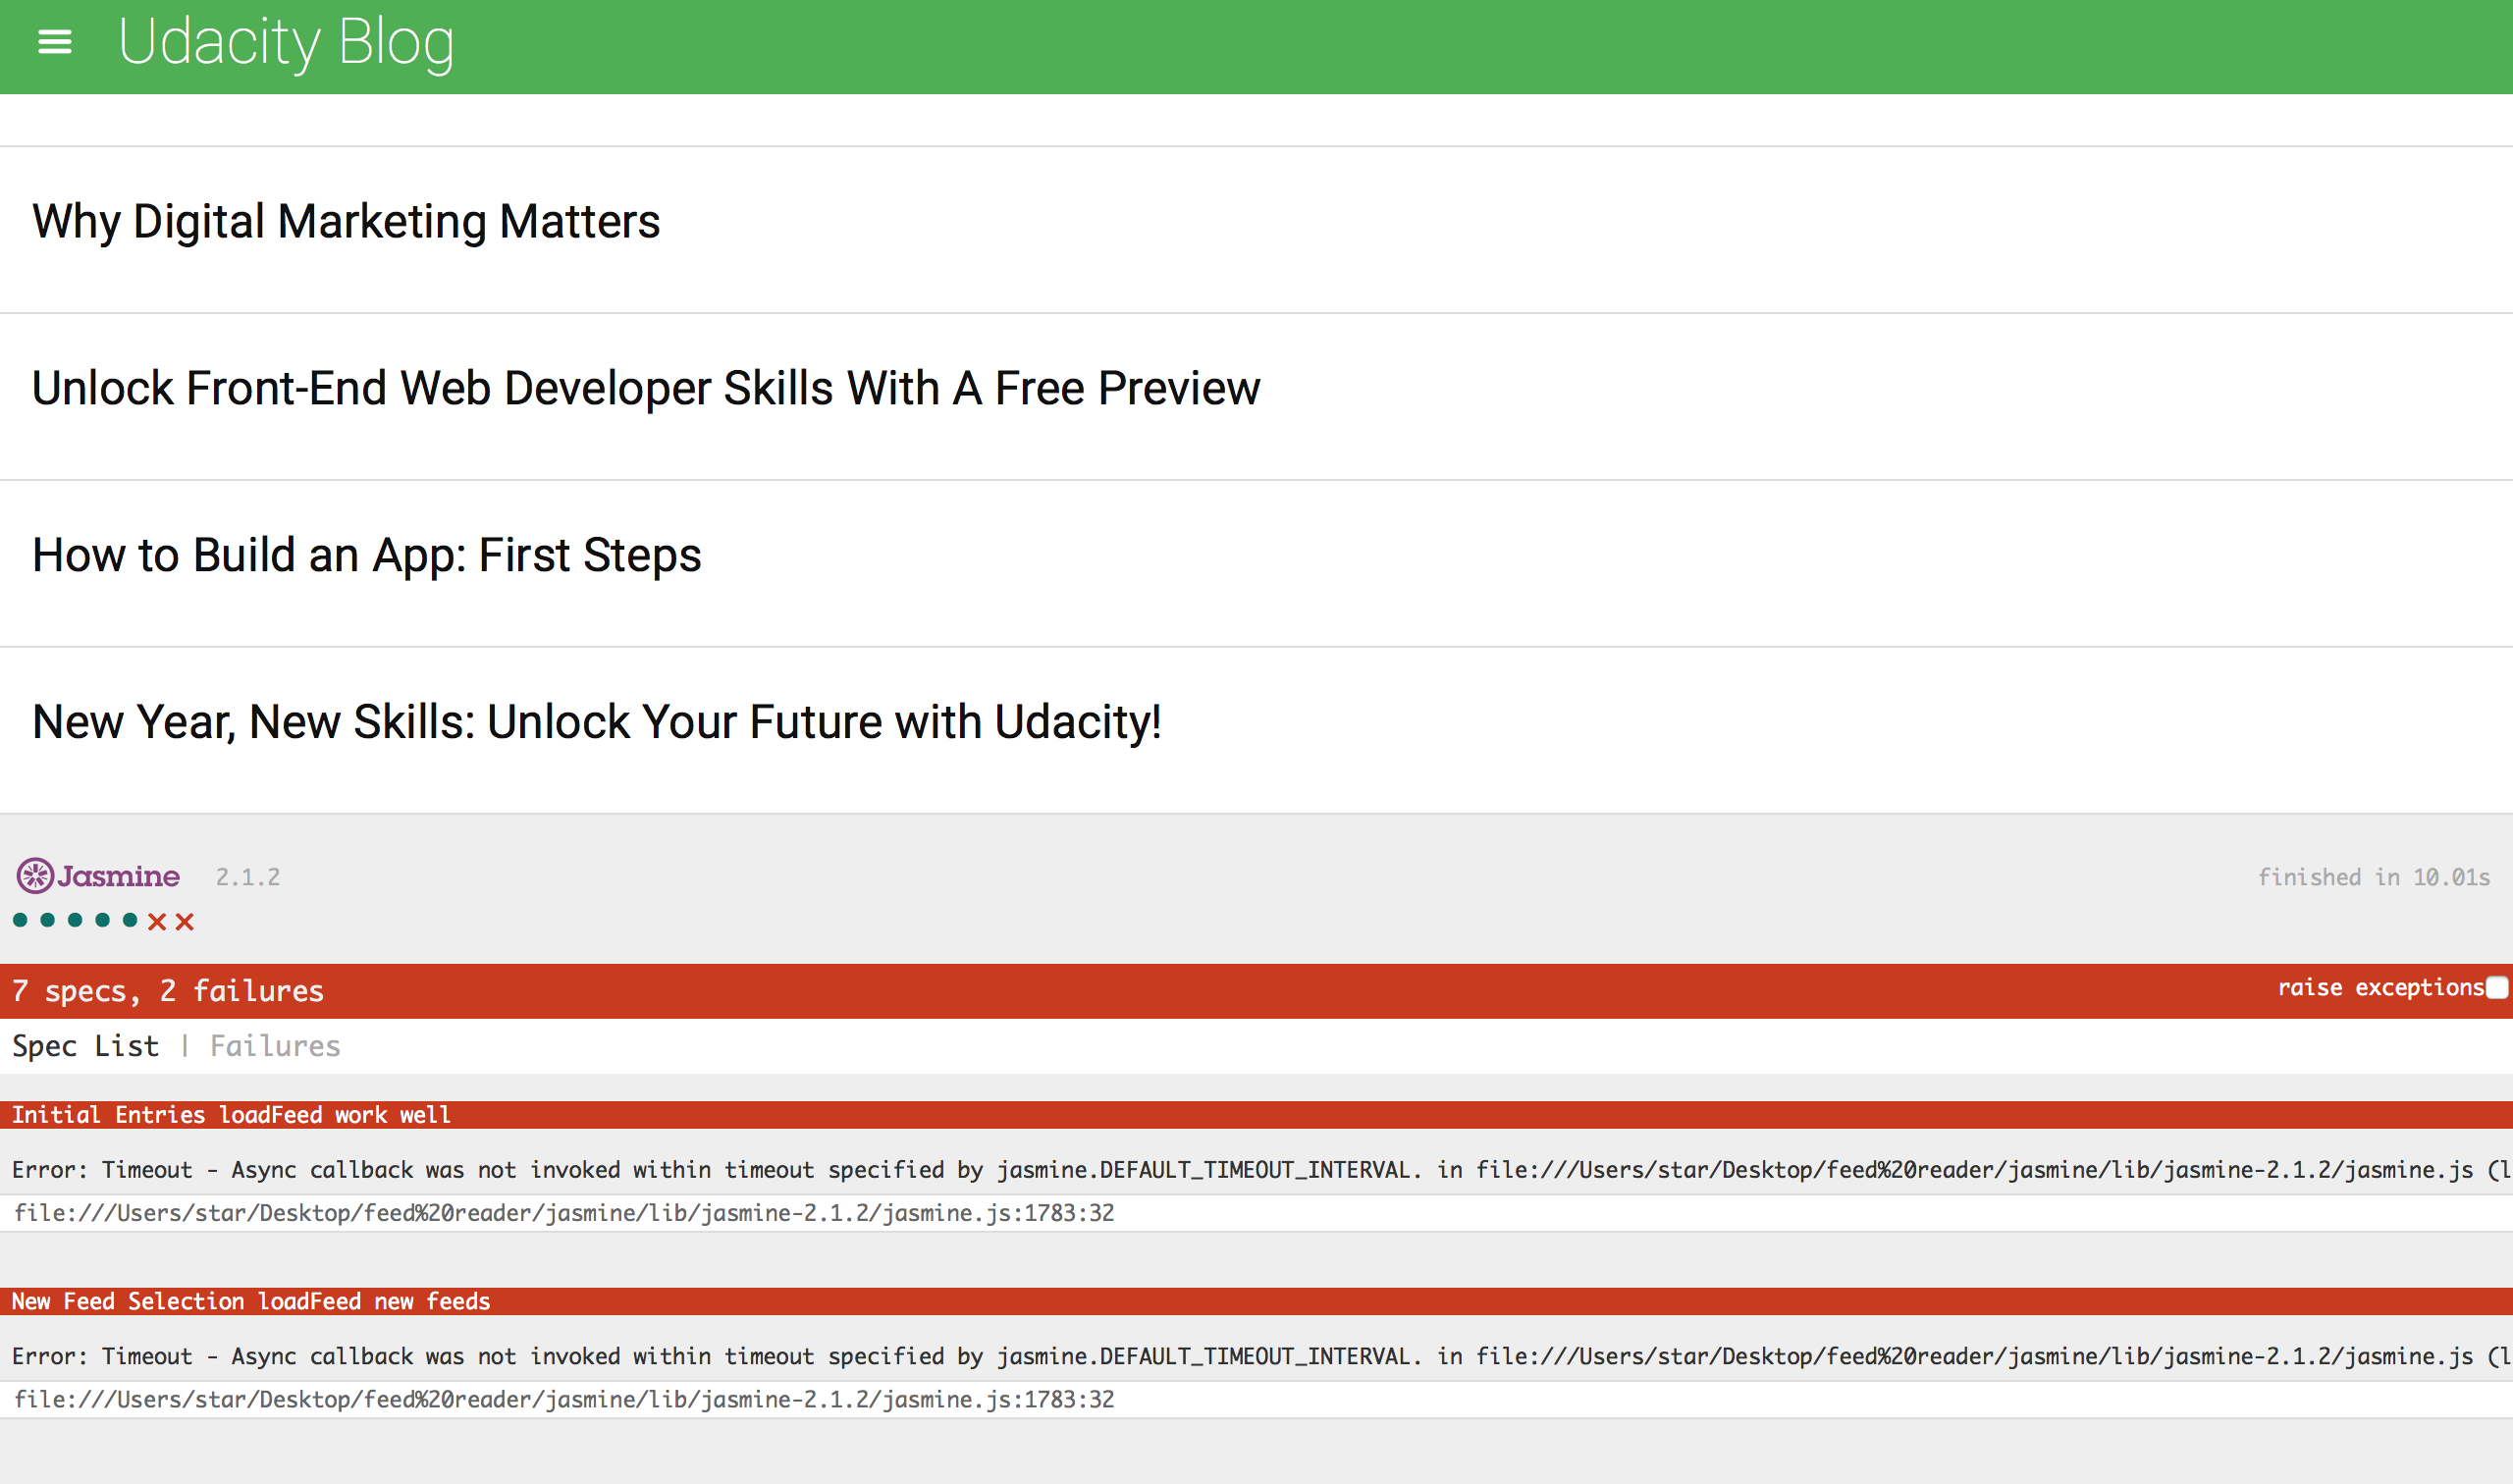 Udacity Blog
Why Digital Marketing Matters
Unlock Front-End Web Developer Skills With A Free Preview
How to Build an App: First Steps
New Year, New Skills: Unlock Your Future with Udacity!
Jasmine 2.1.2 finished in 10.01s
7 specs, 2 failures raise exceptions
Spec List | Failures
Initial Entries loadFeed work well
Error: Timeout - Async callback was not invoked within timeout specified by jasmine.DEFAULT_TIMEOUT_INTERVAL. in file:///Users/star/Desktop/feed%20reader/jasmine/lib/jasmine-2.1.2/jasmine.js (l
file:///Users/star/Desktop/feed%20reader/jasmine/lib/jasmine-2.1.2/jasmine.js:1783:32
New Feed Selection loadFeed new feeds
Error: Timeout - Async callback was not invoked within timeout specified by jasmine.DEFAULT_TIMEOUT_INTERVAL. in file:///Users/star/Desktop/feed%20reader/jasmine/lib/jasmine-2.1.2/jasmine.js (l
file:///Users/star/Desktop/feed%20reader/jasmine/lib/jasmine-2.1.2/jasmine.js:1783:32